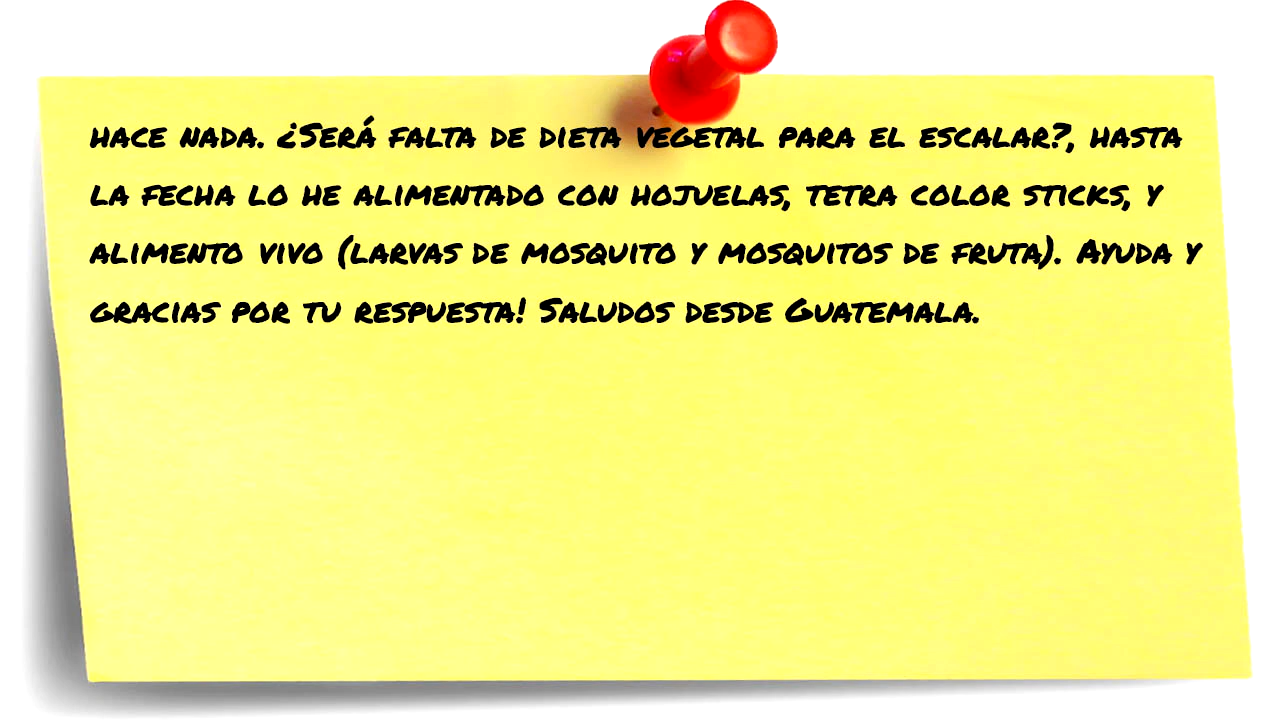 hace nada. ¿Será falta de dieta vegetal para el escalar?, hasta
la fecha lo he alimentado con hojuelas, tetra color sticks, y
alimento vivo (larvas de mosquito y mosquitos de fruta). Ayuda y
gracias por tu respuesta! Saludos desde Guatemala.